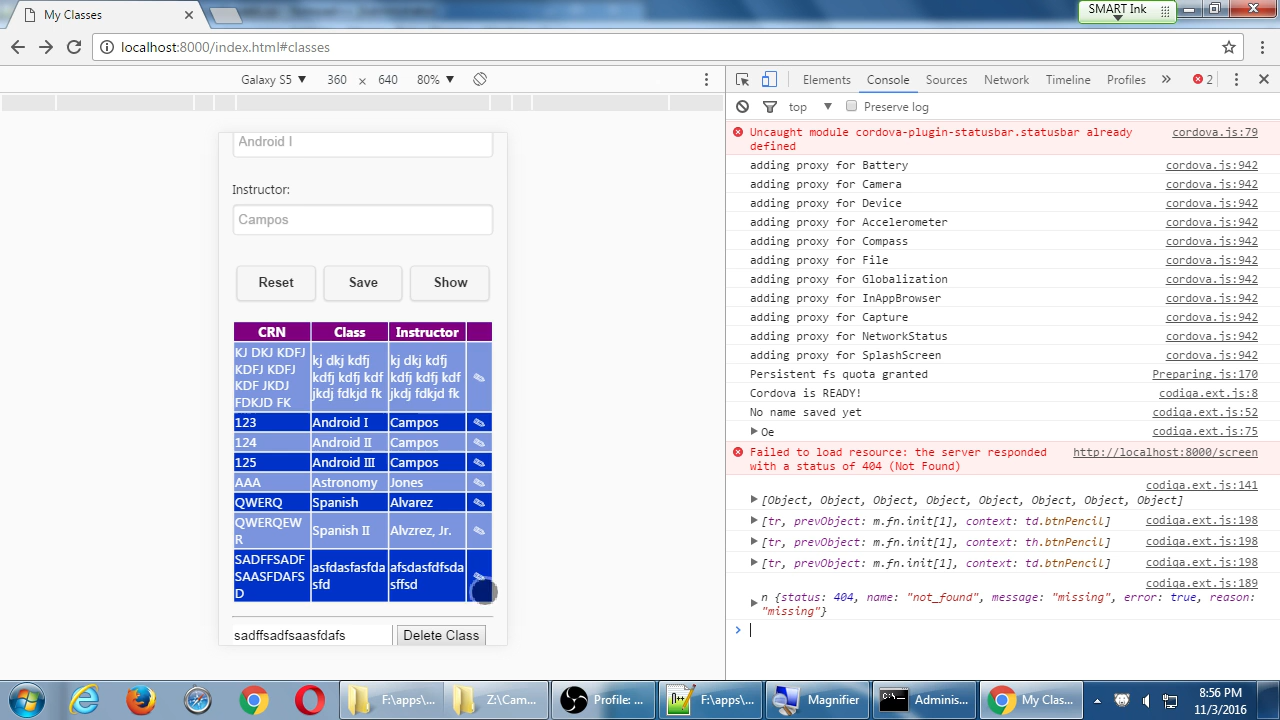 My Classes
SMART Ink
localhost:8000/index.html#classes
Galaxy S5 ▼ 360 × 640 80% ▼
Elements Console Sources Network Timeline Profiles » 2
top ▼ Preserve log
Android I
Instructor:
Campos
Reset Save Show
CRN Class Instructor
KJ DKJ KDFJ KDFJ KDFJ KDF JKDJ FDKJD FK kj dkj kdfj kdfj kdfj kdf jkdj fdkjd fk kj dkj kdfj kdfj kdfj kdf jkdj fdkjd fk
123 Android I Campos
124 Android II Campos
125 Android III Campos
AAA Astronomy Jones
QWERQ Spanish Alvarez
QWERQEWR Spanish II Alvzrez, Jr.
SADFFSADFSAASFDAFSD asfdasfasfdasfd afsdasfdfsdasffsd
sadffsadfsaasfdafs Delete Class
Uncaught module cordova-plugin-statusbar.statusbar already cordova.js:79
defined
adding proxy for Battery cordova.js:942
adding proxy for Camera cordova.js:942
adding proxy for Device cordova.js:942
adding proxy for Accelerometer cordova.js:942
adding proxy for Compass cordova.js:942
adding proxy for File cordova.js:942
adding proxy for Globalization cordova.js:942
adding proxy for InAppBrowser cordova.js:942
adding proxy for Capture cordova.js:942
adding proxy for NetworkStatus cordova.js:942
adding proxy for SplashScreen cordova.js:942
Persistent fs quota granted Preparing.js:170
Cordova is READY! codiqa.ext.js:8
No name saved yet codiqa.ext.js:52
Oe codiqa.ext.js:75
Failed to load resource: the server responded http://localhost:8000/screen
with a status of 404 (Not Found)
codiqa.ext.js:141
[Object, Object, Object, Object, Object, Object, Object, Object]
[tr, prevObject: m.fn.init[1], context: td.btnPencil] codiqa.ext.js:198
[tr, prevObject: m.fn.init[1], context: th.btnPencil] codiqa.ext.js:198
[tr, prevObject: m.fn.init[1], context: td.btnPencil] codiqa.ext.js:198
codiqa.ext.js:189
n {status: 404, name: "not_found", message: "missing", error: true, reason:
"missing"}
F:\apps\... Z:\Cam... Profile: ... F:\apps\... Magnifier Adminis... My Clas...
8:56 PM
11/3/2016